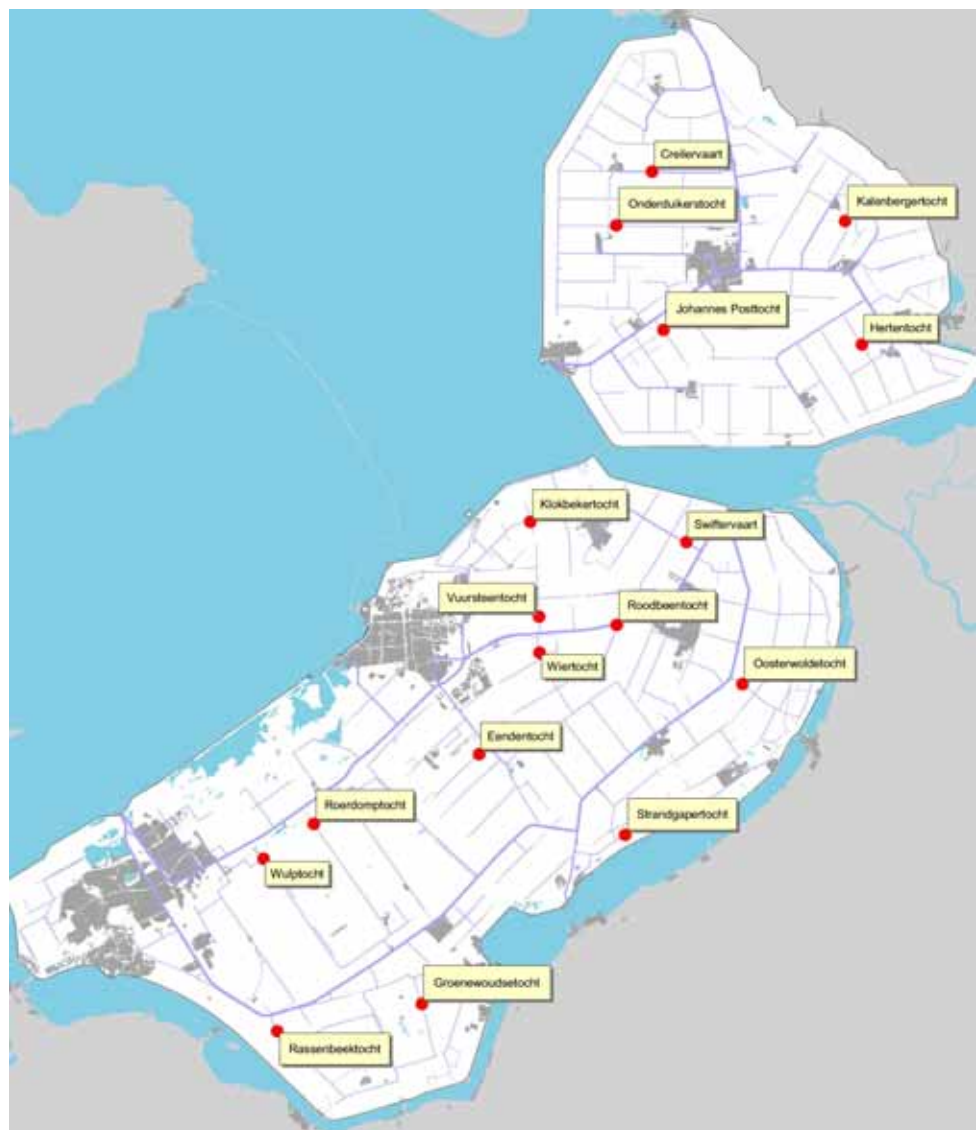 Creilervaart
Onderduikerstocht
Kalenbergertocht
Johannes Posttocht
Hertentocht
Klokbekertocht
Swiftervaart
Vuursteentocht
Roodbeentocht
Wiertocht
Oosterwoldetocht
Eendentocht
Roerdomptocht
Strandgapertocht
Wulptocht
Groenewoudsetocht
Rassenbeektocht